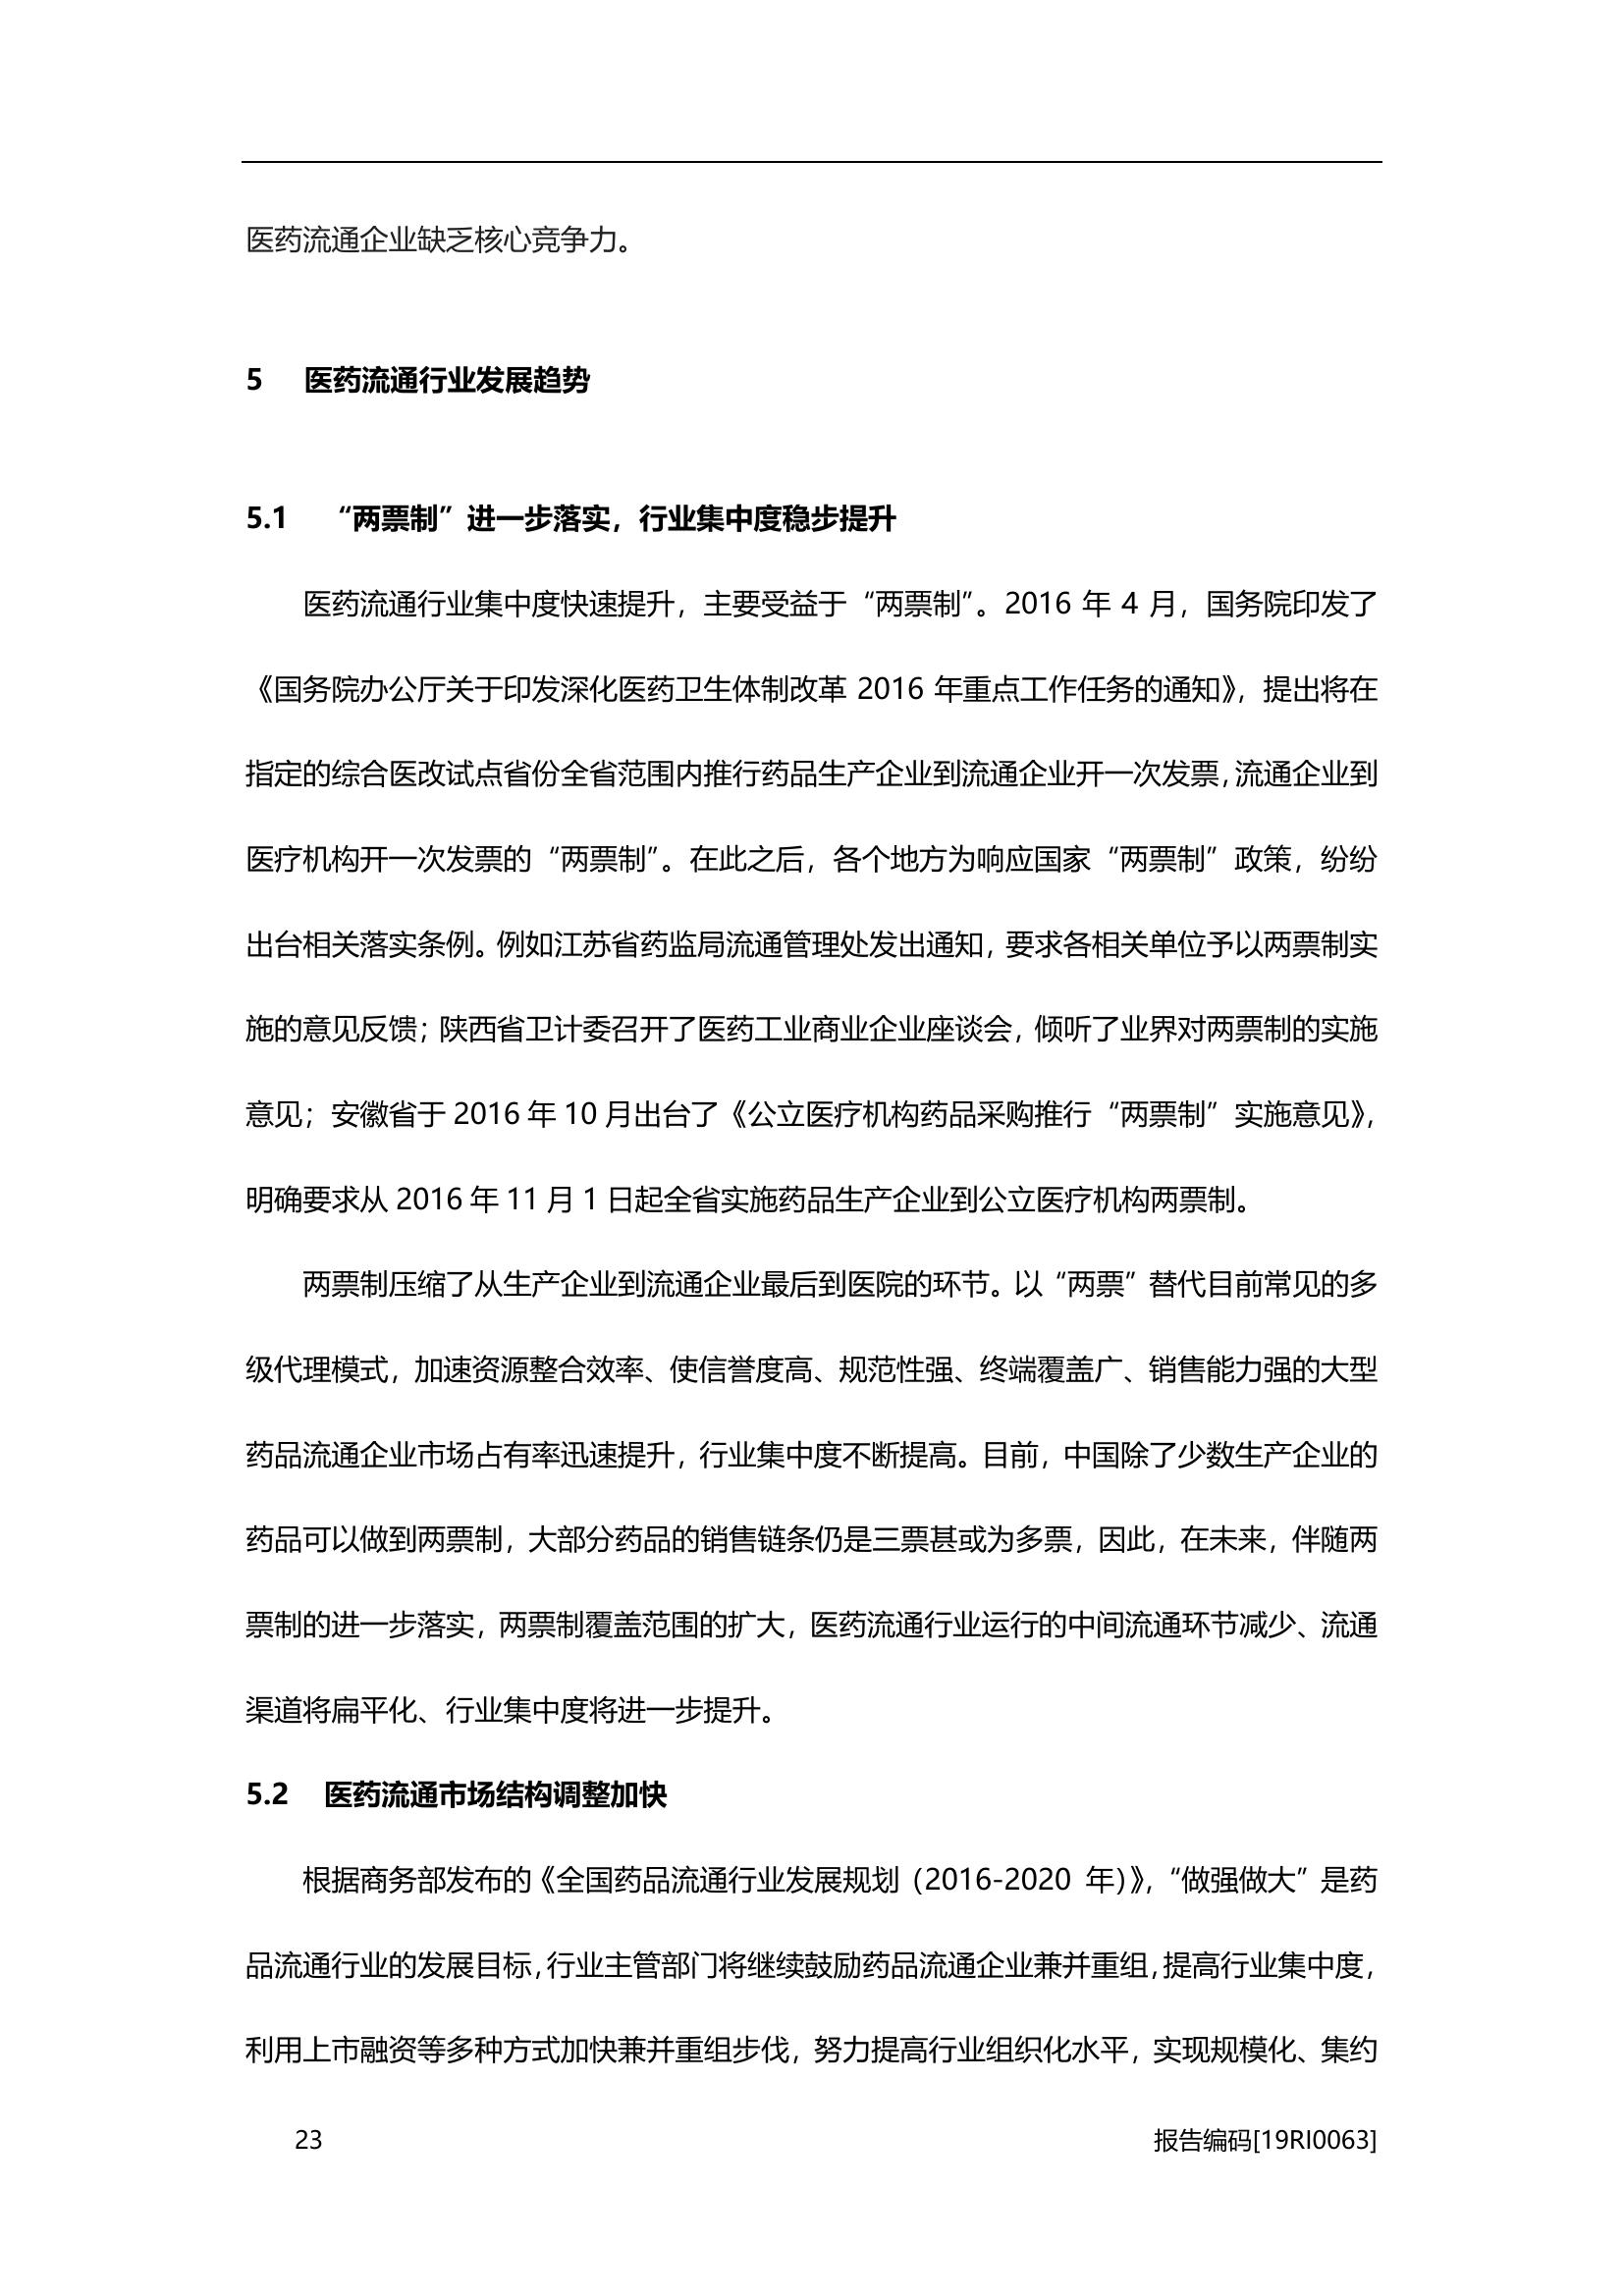 医药流通企业缺乏核心竞争力。
5 医药流通行业发展趋势
5.1 “两票制”进一步落实，行业集中度稳步提升
医药流通行业集中度快速提升，主要受益于“两票制”。2016 年 4 月，国务院印发了
《国务院办公厅关于印发深化医药卫生体制改革 2016 年重点工作任务的通知》，提出将在
指定的综合医改试点省份全省范围内推行药品生产企业到流通企业开一次发票，流通企业到
医疗机构开一次发票的“两票制”。在此之后，各个地方为响应国家“两票制”政策，纷纷
出台相关落实条例。例如江苏省药监局流通管理处发出通知，要求各相关单位予以两票制实
施的意见反馈；陕西省卫计委召开了医药工业商业企业座谈会，倾听了业界对两票制的实施
意见；安徽省于 2016 年 10 月出台了《公立医疗机构药品采购推行“两票制”实施意见》，
明确要求从 2016 年 11 月 1 日起全省实施药品生产企业到公立医疗机构两票制。
两票制压缩了从生产企业到流通企业最后到医院的环节。以“两票”替代目前常见的多
级代理模式，加速资源整合效率、使信誉度高、规范性强、终端覆盖广、销售能力强的大型
药品流通企业市场占有率迅速提升，行业集中度不断提高。目前，中国除了少数生产企业的
药品可以做到两票制，大部分药品的销售链条仍是三票甚或为多票，因此，在未来，伴随两
票制的进一步落实，两票制覆盖范围的扩大，医药流通行业运行的中间流通环节减少、流通
渠道将扁平化、行业集中度将进一步提升。
5.2 医药流通市场结构调整加快
根据商务部发布的《全国药品流通行业发展规划（2016-2020 年）》，“做强做大”是药
品流通行业的发展目标，行业主管部门将继续鼓励药品流通企业兼并重组，提高行业集中度，
利用上市融资等多种方式加快兼并重组步伐，努力提高行业组织化水平，实现规模化、集约
23 报告编码[19RI0063]